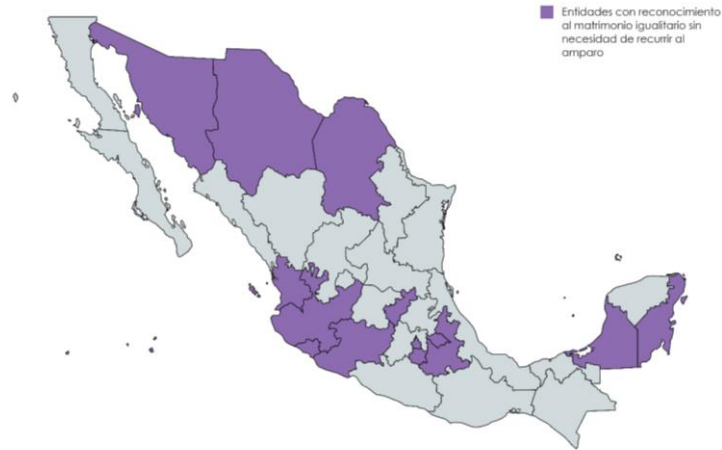 Entidades con reconocimiento
al matrimonio igualitario sin
necesidad de recurrir al
amparo